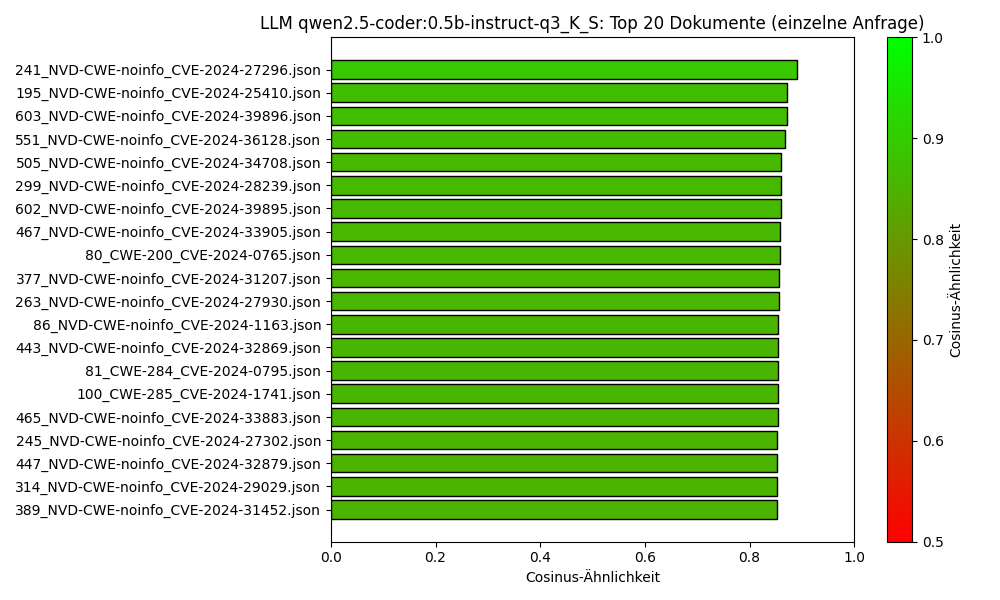 LLM qwen2.5-coder:0.5b-instruct-q3_K_S: Top 20 Dokumente (einzelne Anfrage)
241_NVD-CWE-noinfo_CVE-2024-27296.json
195_NVD-CWE-noinfo_CVE-2024-25410.json
603_NVD-CWE-noinfo_CVE-2024-39896.json
551_NVD-CWE-noinfo_CVE-2024-36128.json
505_NVD-CWE-noinfo_CVE-2024-34708.json
299_NVD-CWE-noinfo_CVE-2024-28239.json
602_NVD-CWE-noinfo_CVE-2024-39895.json
467_NVD-CWE-noinfo_CVE-2024-33905.json
80_CWE-200_CVE-2024-0765.json
377_NVD-CWE-noinfo_CVE-2024-31207.json
263_NVD-CWE-noinfo_CVE-2024-27930.json
86_NVD-CWE-noinfo_CVE-2024-1163.json
443_NVD-CWE-noinfo_CVE-2024-32869.json
81_CWE-284_CVE-2024-0795.json
100_CWE-285_CVE-2024-1741.json
465_NVD-CWE-noinfo_CVE-2024-33883.json
245_NVD-CWE-noinfo_CVE-2024-27302.json
447_NVD-CWE-noinfo_CVE-2024-32879.json
314_NVD-CWE-noinfo_CVE-2024-29029.json
389_NVD-CWE-noinfo_CVE-2024-31452.json
0.0 0.2 0.4 0.6 0.8 1.0
Cosinus-Ähnlichkeit
1.0
0.9
0.8
0.7
0.6
0.5
Cosinus-Ähnlichkeit